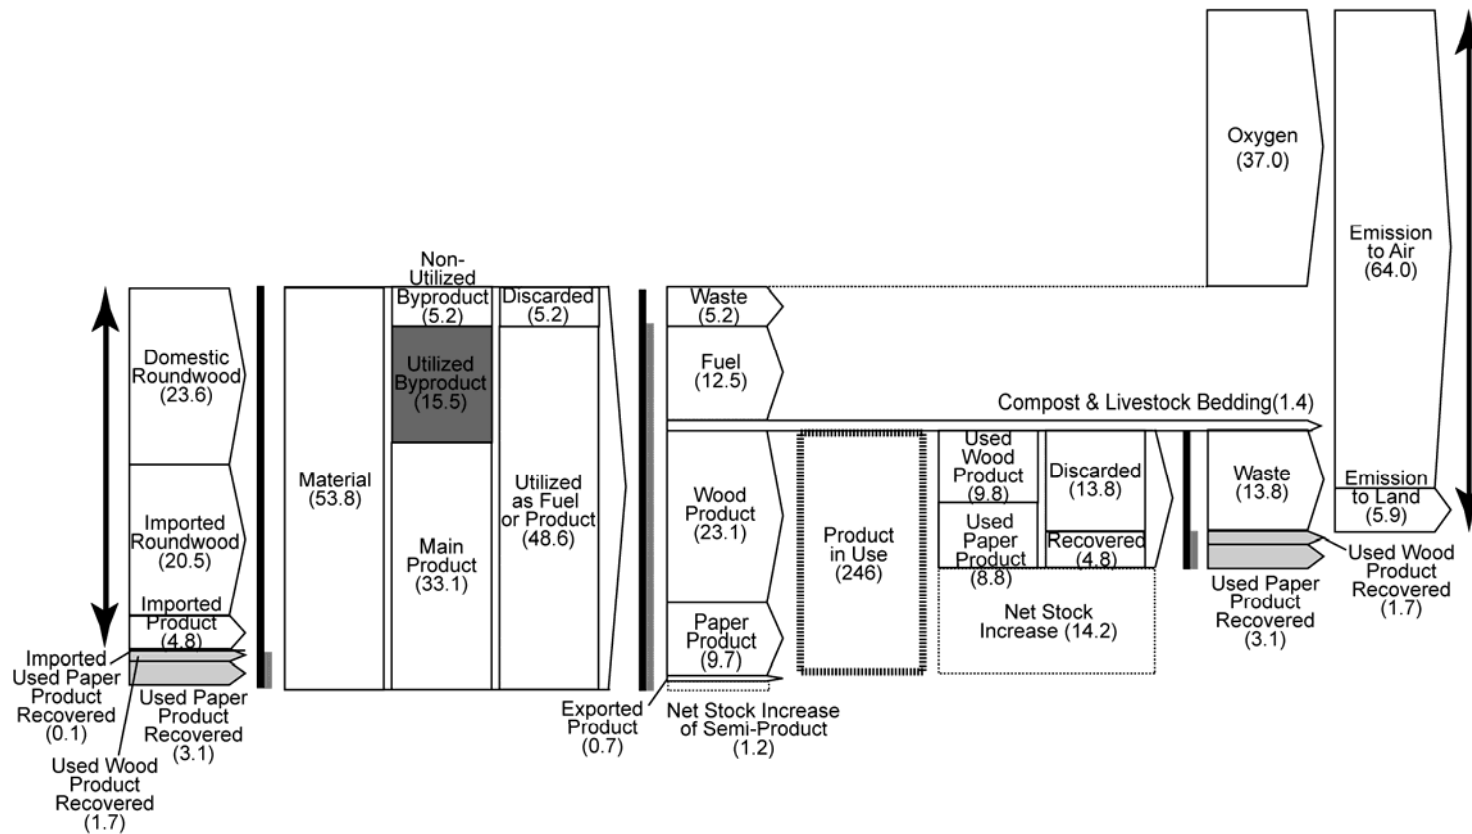 Domestic
Roundwood
(23.6)
Imported
Roundwood
(20.5)
Imported
Product
(4.8)
Imported
Used Paper
Product
Recovered
(0.1)
Used Wood
Product
Recovered
(1.7)
Used Paper
Product
Recovered
(3.1)
Material
(53.8)
Non-
Utilized
Byproduct
(5.2)
Utilized
Byproduct
(15.5)
Main
Product
(33.1)
Discarded
(5.2)
Utilized
as Fuel
or Product
(48.6)
Waste
(5.2)
Fuel
(12.5)
Compost & Livestock Bedding(1.4)
Wood
Product
(23.1)
Paper
Product
(9.7)
Exported
Product
(0.7)
Net Stock Increase
of Semi-Product
(1.2)
Product
in Use
(246)
Used
Wood
Product
(9.8)
Used
Paper
Product
(8.8)
Discarded
(13.8)
Recovered
(4.8)
Net Stock
Increase (14.2)
Oxygen
(37.0)
Waste
(13.8)
Used Paper
Product
Recovered
(3.1)
Emission
to Air
(64.0)
Emission
to Land
(5.9)
Used Wood
Product
Recovered
(1.7)